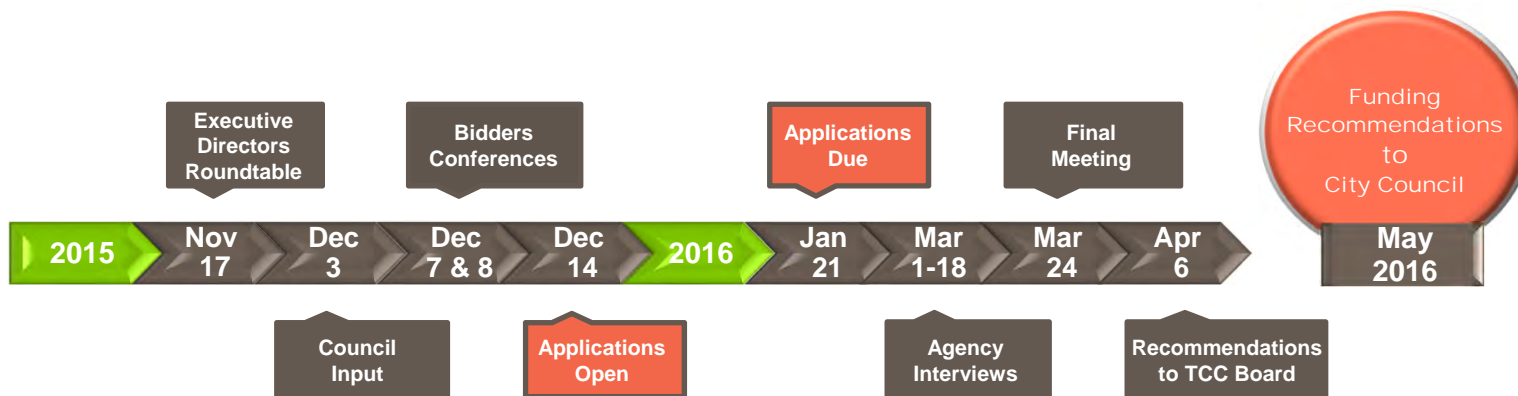 Executive
Directors
Roundtable
Bidders
Conferences
Applications
Due
Final
Meeting
Funding
Recommendations
to
City Council
2015
Nov
17
Dec
3
Dec
7 & 8
Dec
14
2016
Jan
21
Mar
1-18
Mar
24
Apr
6
May
2016
Council
Input
Applications
Open
Agency
Interviews
Recommendations
to TCC Board